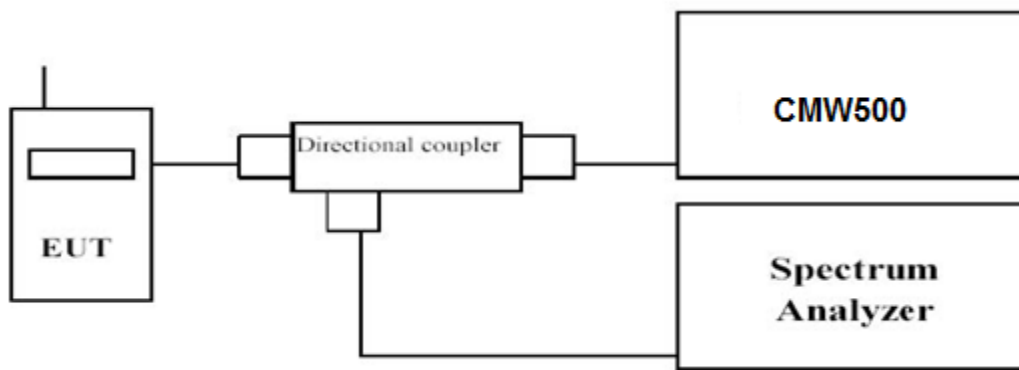 CMW500
Directional coupler
EUT
Spectrum
Analyzer